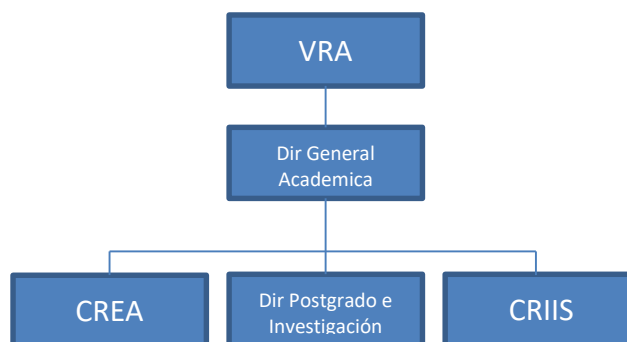 VRA
Dir General
Academica
CREA
Dir Postgrado e
Investigación
CRIIS